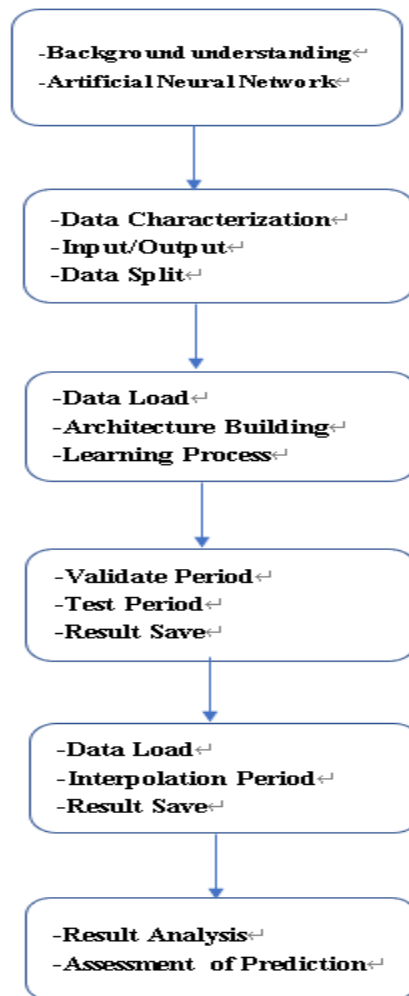 -Background understanding↵
-Artificial Neural Network↵
-Data Characterization↵
-Input/Output↵
-Data Split↵
-Data Load↵
-Architecture Building↵
-Learning Process↵
-Validate Period↵
-Test Period↵
-Result Save↵
-Data Load↵
-Interpolation Period↵
-Result Save↵
-Result Analysis↵
-Assessment of Prediction↵